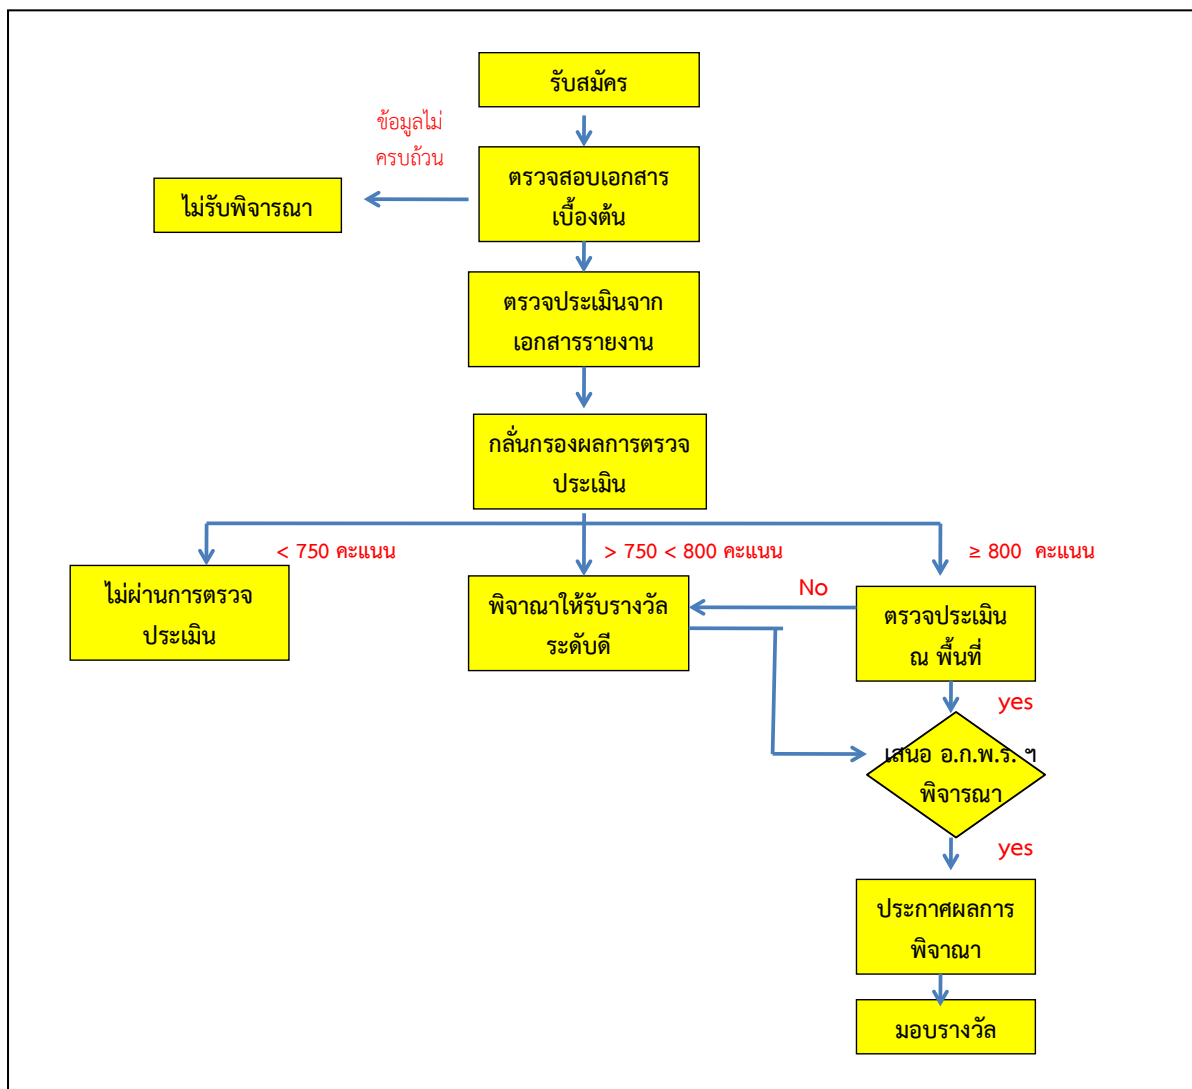 รับสมัคร
ข้อมูลไม่
ครบถ้วน
ตรวจสอบเอกสาร
เบื้องต้น
ไม่รับพิจารณา
ตรวจประเมินจาก
เอกสารรายงาน
กลั่นกรองผลการตรวจ
ประเมิน
< 750 คะแนน
> 750 < 800 คะแนน
≥ 800 คะแนน
ไม่ผ่านการตรวจ
ประเมิน
พิจาณาให้รับรางวัล
ระดับดี
No
ตรวจประเมิน
ณ พื้นที่
yes
เสนอ อ.ก.พ.ร. ฯ
พิจารณา
yes
ประกาศผลการ
พิจาณา
มอบรางวัล